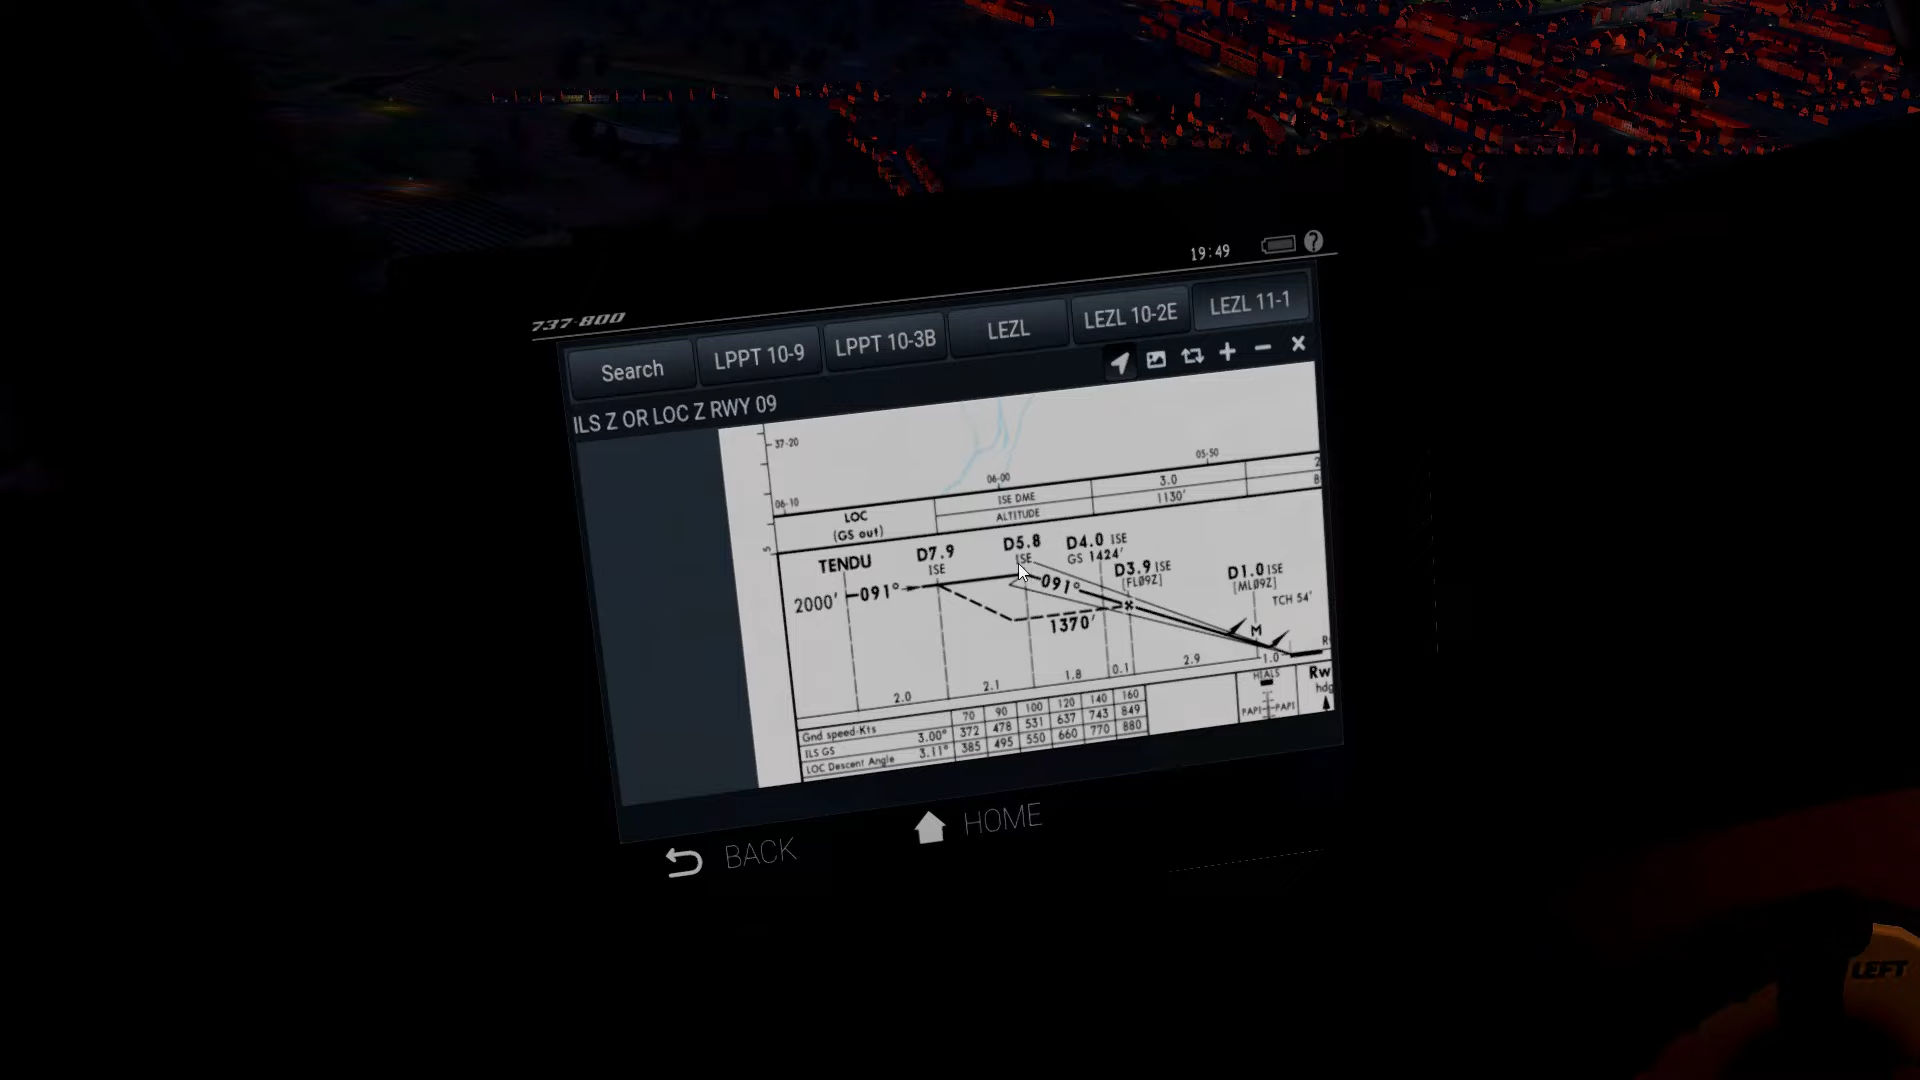 19:49
737-800
Search
LPPT 10-9
LPPT 10-3B
LEZL
LEZL 10-2E
LEZL 11-1
ILS Z OR LOC Z RWY 09
37-20
06-10
06-00
05-50
LOC
(GS out)
ISE DME
ALTITUDE
3.0
1130'
TENDU
D7.9
ISE
D5.8
ISE
D4.0 ISE
GS 1424'
D3.9 ISE
[FL09Z]
D1.0 ISE
[ML09Z]
TCH 54'
2000'
091°
091°
1370'
M
2.0
2.1
1.8
0.1
2.9
1.0
Gnd speed-Kts 70 90 100 120 140 160
ILS GS 3.00° 372 478 531 637 743 849
LOC Descent Angle 3.11° 385 495 550 660 770 880
HIALS
PAPI PAPI
Rw
hdg
BACK
HOME
LEFT